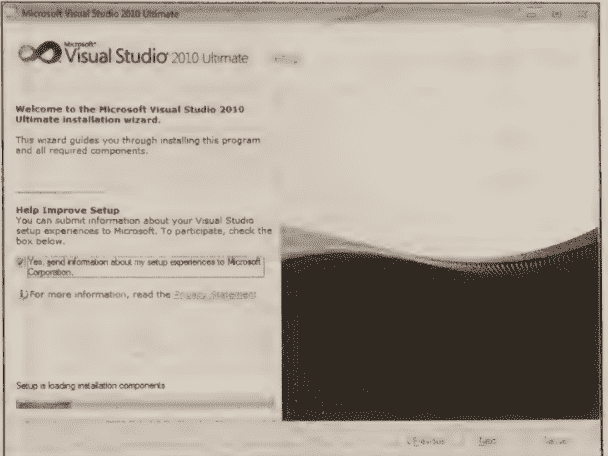 Microsoft Visual Studio 2010 Ultimate
Microsoft®
Visual Studio 2010 Ultimate
Welcome to the Microsoft Visual Studio 2010
Ultimate installation wizard.
This wizard guides you through installing this program
and all required components.
Help Improve Setup
You can submit information about your Visual Studio
setup experiences to Microsoft. To participate, check the
box below.
Yes, send information about my setup experiences to Microsoft
Corporation.
For more information, read the Privacy Statement
Setup is loading installation components
< Previous Next